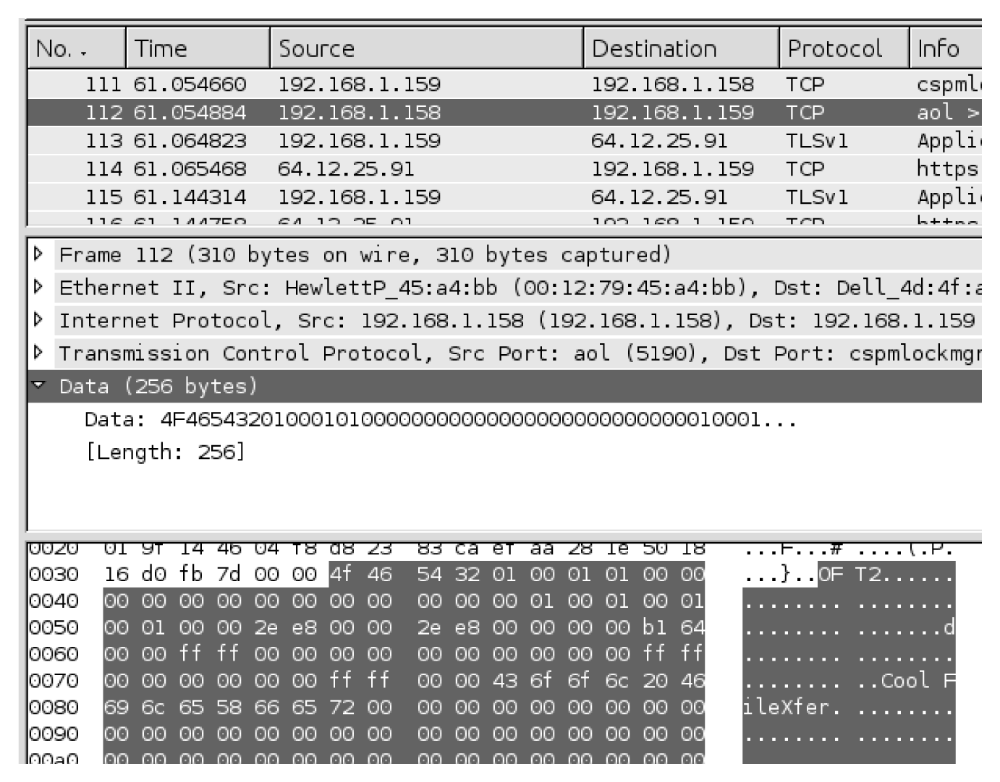 No. Time Source Destination Protocol Info
111 61.054660 192.168.1.159 192.168.1.158 TCP cspml
112 61.054884 192.168.1.158 192.168.1.159 TCP aol >
113 61.064823 192.168.1.159 64.12.25.91 TLSv1 Appli
114 61.065468 64.12.25.91 192.168.1.159 TCP https
115 61.144314 192.168.1.159 64.12.25.91 TLSv1 Appli
116 61.144758 64.12.25.91 192.168.1.159 TCP https
Frame 112 (310 bytes on wire, 310 bytes captured)
Ethernet II, Src: HewlettP_45:a4:bb (00:12:79:45:a4:bb), Dst: Dell_4d:4f:a
Internet Protocol, Src: 192.168.1.158 (192.168.1.158), Dst: 192.168.1.159
Transmission Control Protocol, Src Port: aol (5190), Dst Port: cspmlockmgr
Data (256 bytes)
Data: 4F4654320100010100000000000000000000000000010001...
[Length: 256]
0020 01 9f 14 46 04 f8 d8 23 83 ca ef aa 28 1e 50 18 ...F...# ....(.P.
0030 16 d0 fb 7d 00 00 4f 46 54 32 01 00 01 01 00 00 ...}..OF T2......
0040 00 00 00 00 00 00 00 00 00 00 00 01 00 01 00 01 ........ ........
0050 00 01 00 00 2e e8 00 00 2e e8 00 00 00 00 b1 64 ........ .......d
0060 00 00 ff ff 00 00 00 00 00 00 00 00 00 00 ff ff ........ ........
0070 00 00 00 00 00 00 ff ff 00 00 43 6f 6f 6c 20 46 ........ ..Cool F
0080 69 6c 65 58 66 65 72 00 00 00 00 00 00 00 00 00 ileXfer. ........
0090 00 00 00 00 00 00 00 00 00 00 00 00 00 00 00 00 ........ ........
00a0 00 00 00 00 00 00 00 00 00 00 00 00 00 00 00 00